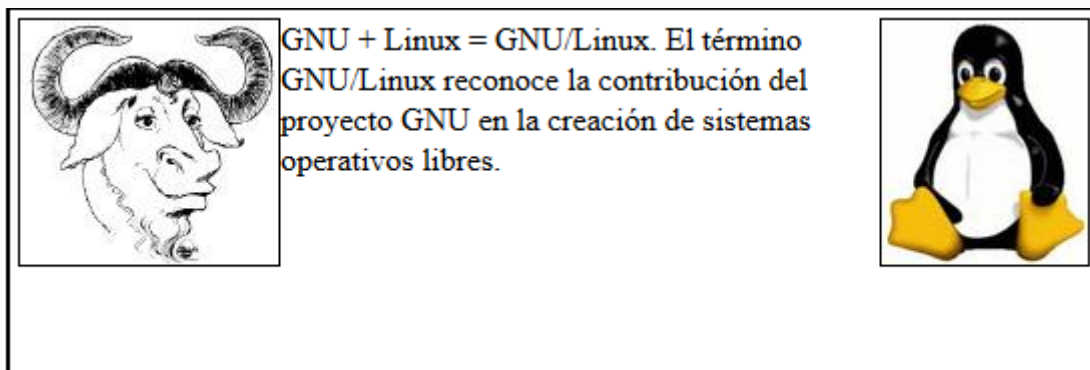 GNU + Linux = GNU/Linux. El término
GNU/Linux reconoce la contribución del
proyecto GNU en la creación de sistemas
operativos libres.